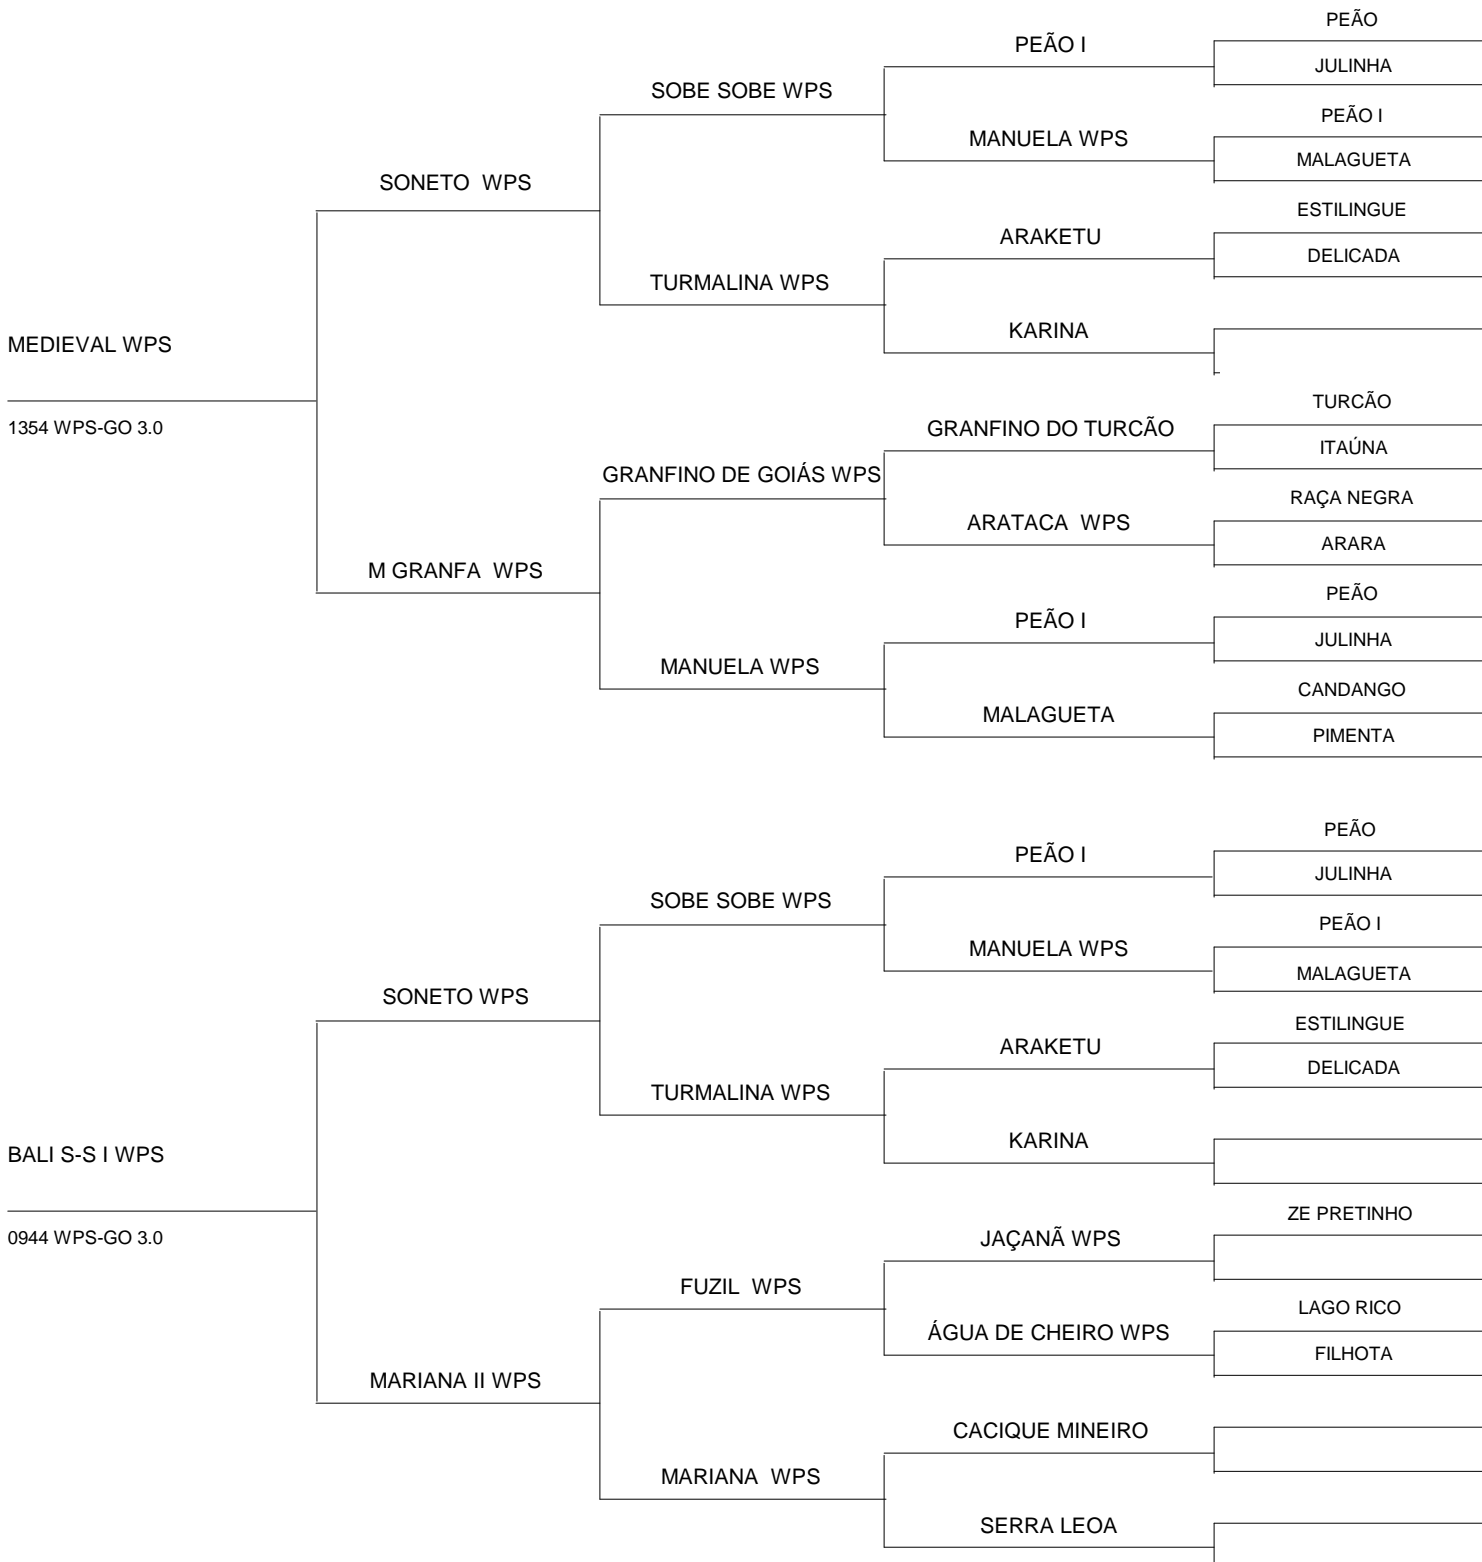 PEÃO
PEÃO I
JULINHA
SOBE SOBE WPS
PEÃO I
MANUELA WPS
MALAGUETA
SONETO  WPS
ESTILINGUE
ARAKETU
DELICADA
TURMALINA WPS
KARINA
MEDIEVAL WPS
TURCÃO
1354 WPS-GO 3.0
GRANFINO DO TURCÃO
ITAÚNA
GRANFINO DE GOIÁS WPS
RAÇA NEGRA
ARATACA  WPS
ARARA
M GRANFA  WPS
PEÃO
PEÃO I
JULINHA
MANUELA WPS
CANDANGO
MALAGUETA
PIMENTA
PEÃO
PEÃO I
JULINHA
SOBE SOBE WPS
PEÃO I
MANUELA WPS
MALAGUETA
SONETO WPS
ESTILINGUE
ARAKETU
DELICADA
TURMALINA WPS
KARINA
BALI S-S I WPS
ZE PRETINHO
0944 WPS-GO 3.0
JAÇANÃ WPS
FUZIL  WPS
LAGO RICO
ÁGUA DE CHEIRO WPS
FILHOTA
MARIANA II WPS
CACIQUE MINEIRO
MARIANA  WPS
SERRA LEOA